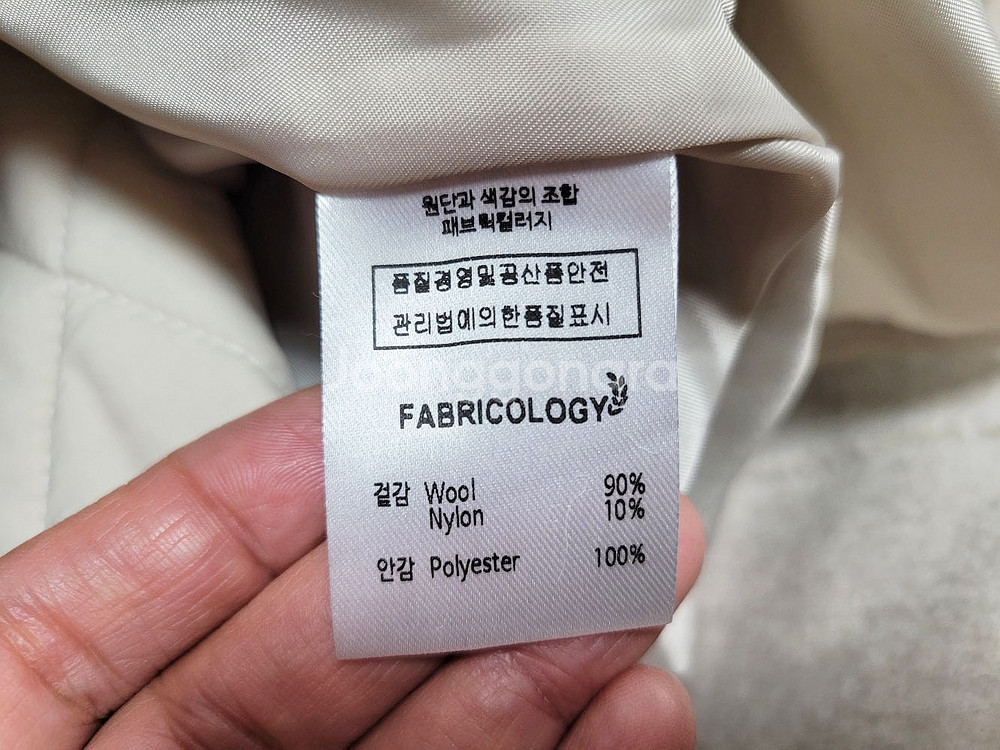 원단과 색감의 조합
패브릭컬러지
품질경영및공산품안전
관리법에의한품질표시
Joonggonara
FABRICOLOGY
겉감 Wool 90%
Nylon 10%
안감 Polyester 100%